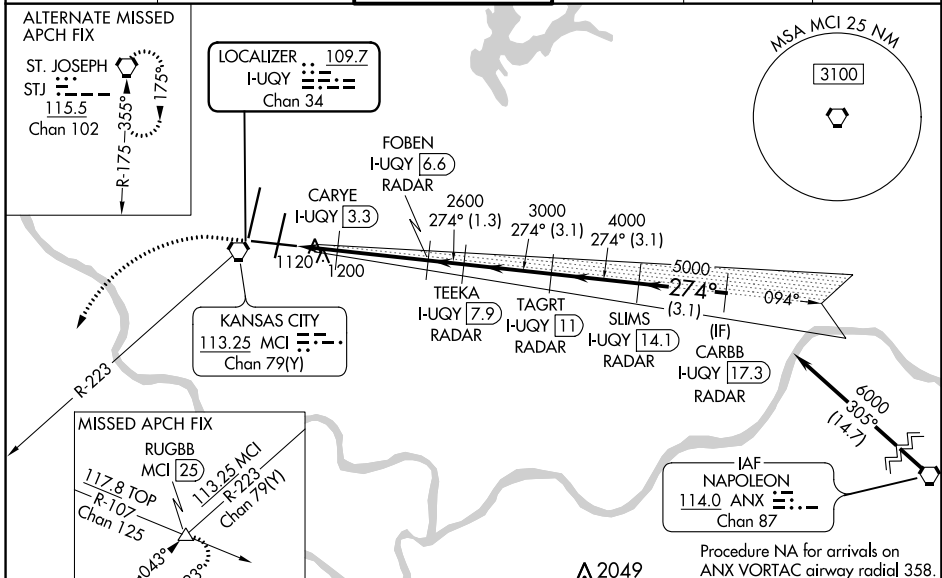 ALTERNATE MISSED
APCH FIX
ST. JOSEPH
STJ
115.5
Chan 102
R-175
355°
175°
LOCALIZER 109.7
I-UQY
Chan 34
MSA MCI 25 NM
3100
CARYE
I-UQY 3.3
FOBEN
I-UQY 6.6
RADAR
2600
274° (1.3)
3000
274° (3.1)
4000
274° (3.1)
5000
274°
(3.1)
094°
1120
1200
TEEKA
I-UQY 7.9
RADAR
TAGRT
I-UQY 11
RADAR
SLIMS
I-UQY 14.1
RADAR
(IF)
CARBB
I-UQY 17.3
RADAR
KANSAS CITY
113.25 MCI
Chan 79(Y)
R-223
6000
305°
(14.7)
IAF
NAPOLEON
114.0 ANX
Chan 87
MISSED APCH FIX
RUGBB
MCI 25
117.8 TOP
R-107
Chan 125
113.25 MCI
R-223
Chan 79(Y)
043°
2049
Procedure NA for arrivals on
ANX VORTAC airway radial 358.